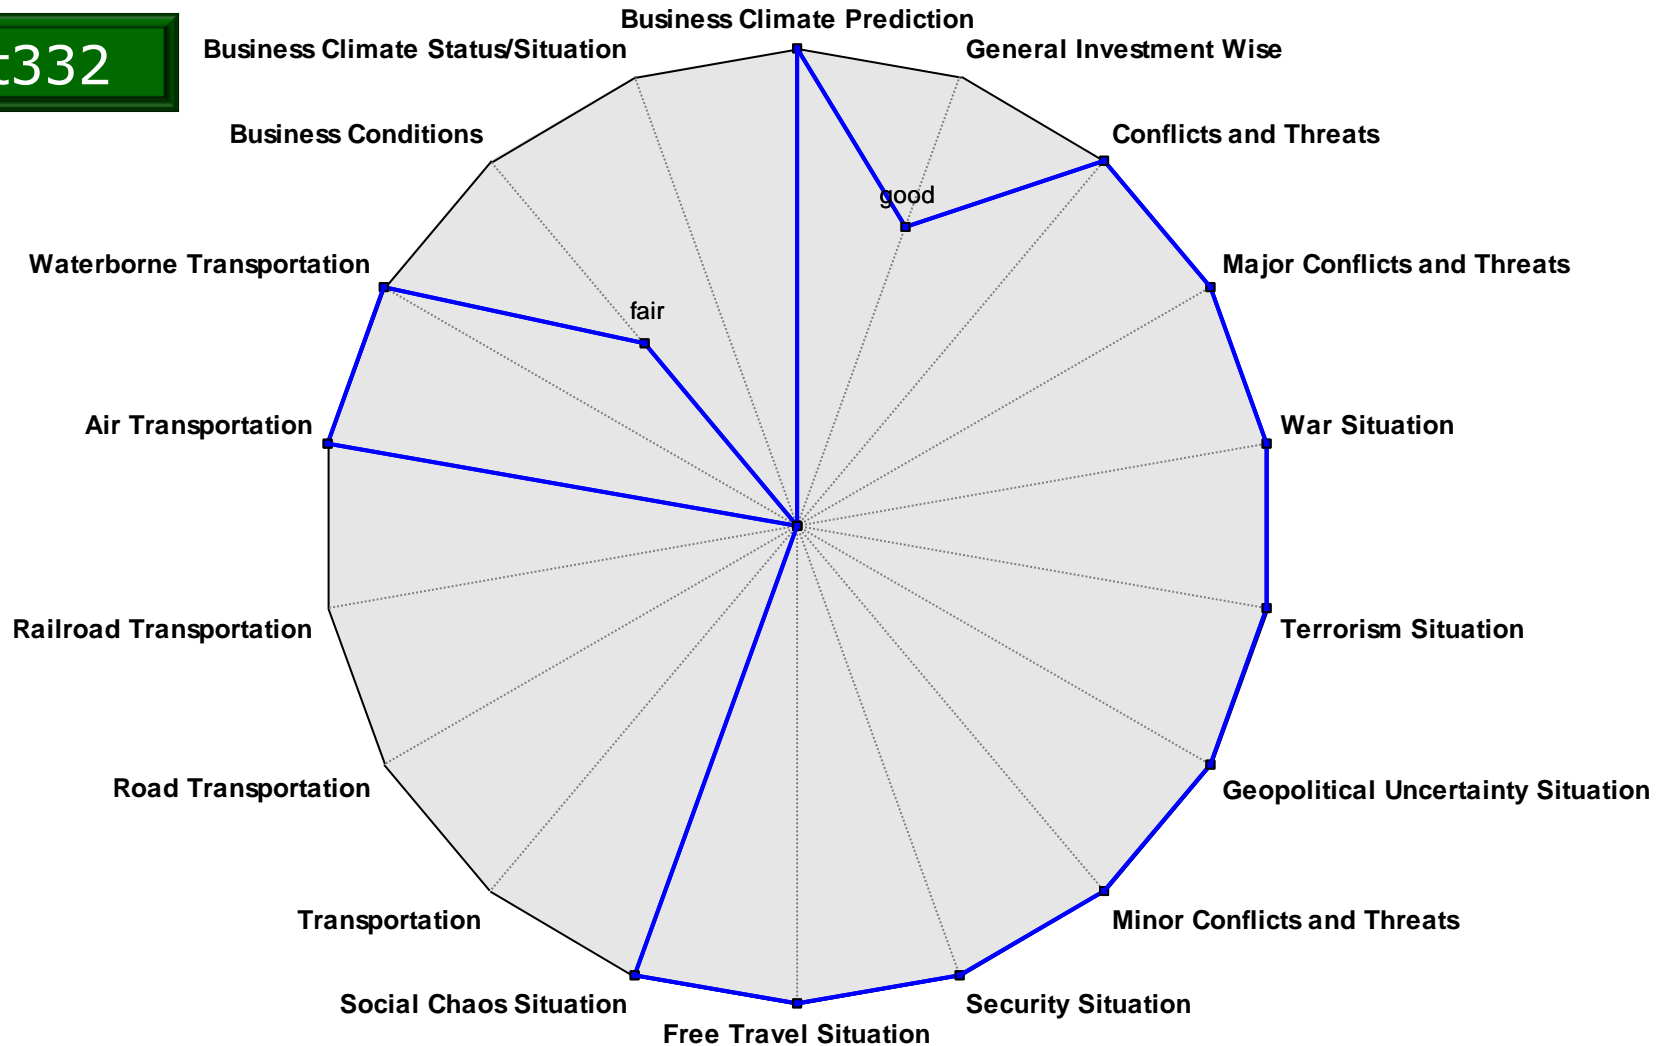 t332
Business Climate Prediction
Business Climate Status/Situation
General Investment Wise
Business Conditions
Conflicts and Threats
good
Waterborne Transportation
Major Conflicts and Threats
fair
Air Transportation
War Situation
Railroad Transportation
Terrorism Situation
Road Transportation
Geopolitical Uncertainty Situation
Transportation
Minor Conflicts and Threats
Social Chaos Situation
Security Situation
Free Travel Situation